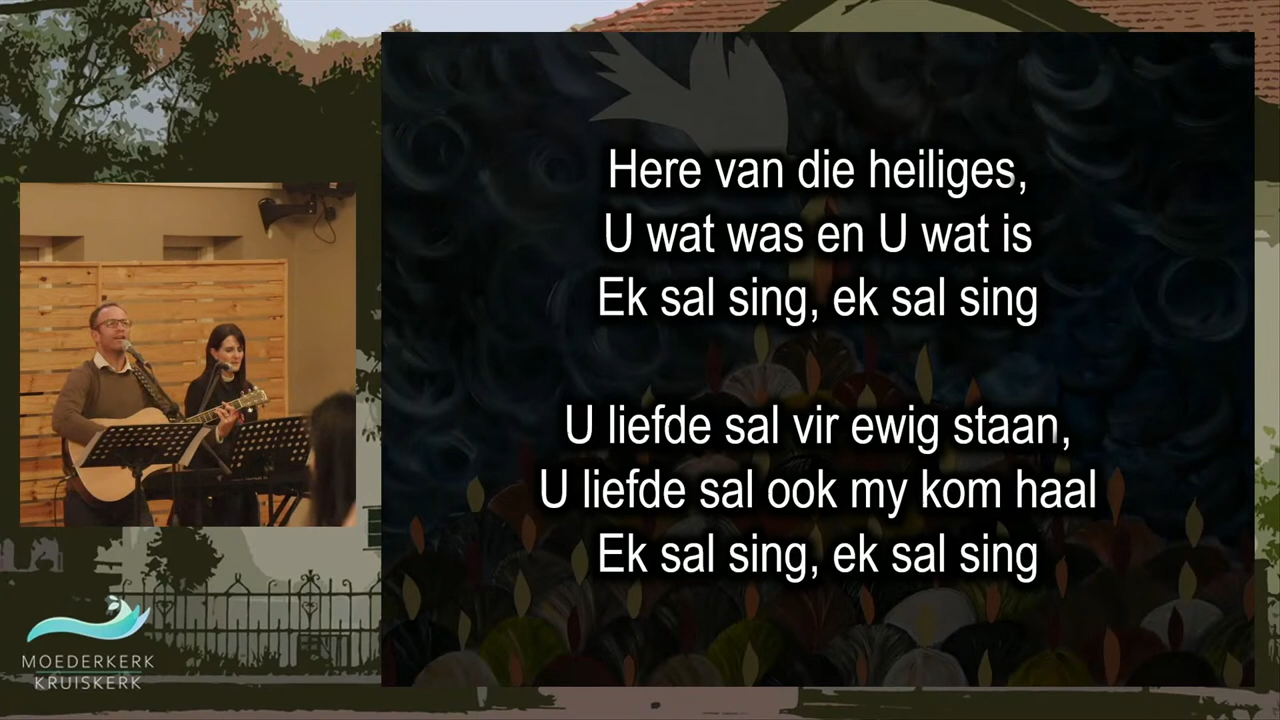 Here van die heiliges,
U wat was en U wat is
Ek sal sing, ek sal sing
U liefde sal vir ewig staan,
U liefde sal ook my kom haal
Ek sal sing, ek sal sing
MOEDERKERK
KRUISKERK